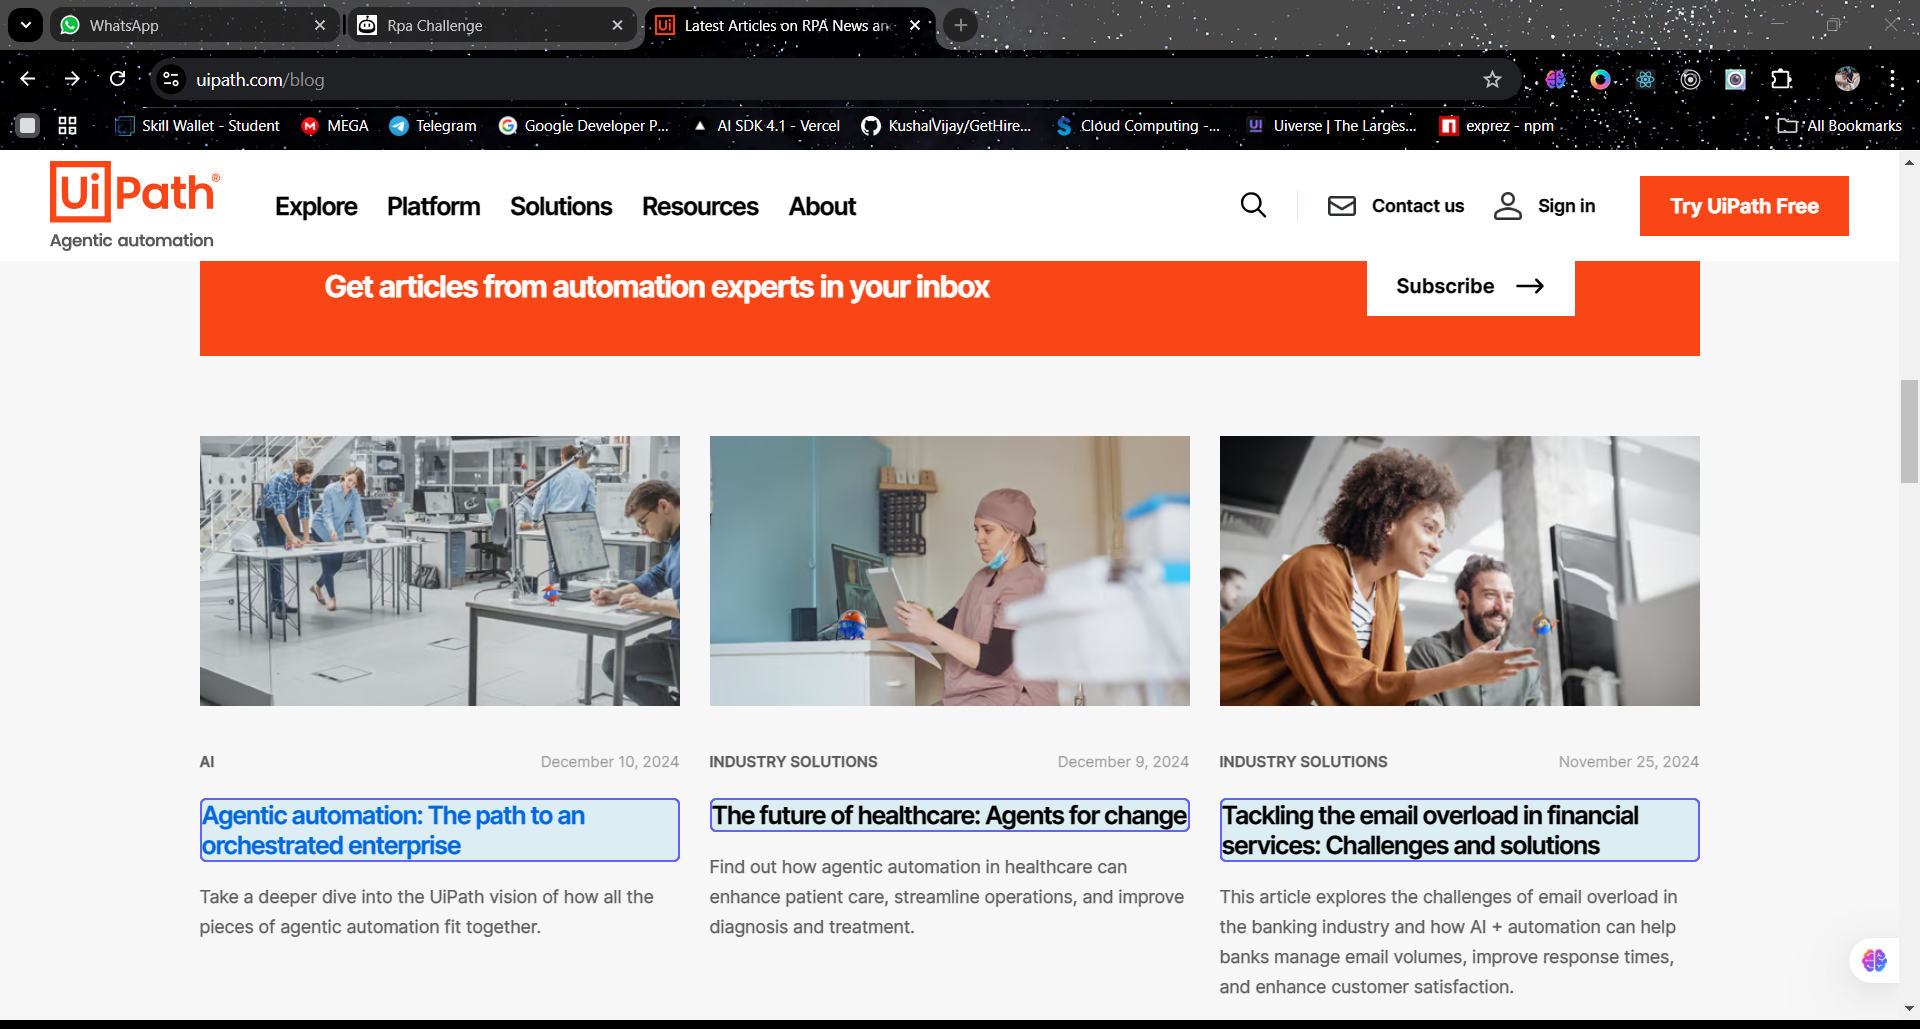 WhatsApp
Rpa Challenge
Latest Articles on RPA News an
uipath.com/blog
Skill Wallet - Student
MEGA
Telegram
Google Developer P...
AI SDK 4.1 - Vercel
KushalVijay/GetHire...
Cloud Computing -...
Uiverse | The Larges...
exprez - npm
All Bookmarks
UiPath®
Agentic automation
Explore
Platform
Solutions
Resources
About
Contact us
Sign in
Try UiPath Free
Get articles from automation experts in your inbox
Subscribe
AI
December 10, 2024
Agentic automation: The path to an
orchestrated enterprise
Take a deeper dive into the UiPath vision of how all the
pieces of agentic automation fit together.
INDUSTRY SOLUTIONS
December 9, 2024
The future of healthcare: Agents for change
Find out how agentic automation in healthcare can
enhance patient care, streamline operations, and improve
diagnosis and treatment.
INDUSTRY SOLUTIONS
November 25, 2024
Tackling the email overload in financial
services: Challenges and solutions
This article explores the challenges of email overload in
the banking industry and how AI + automation can help
banks manage email volumes, improve response times,
and enhance customer satisfaction.